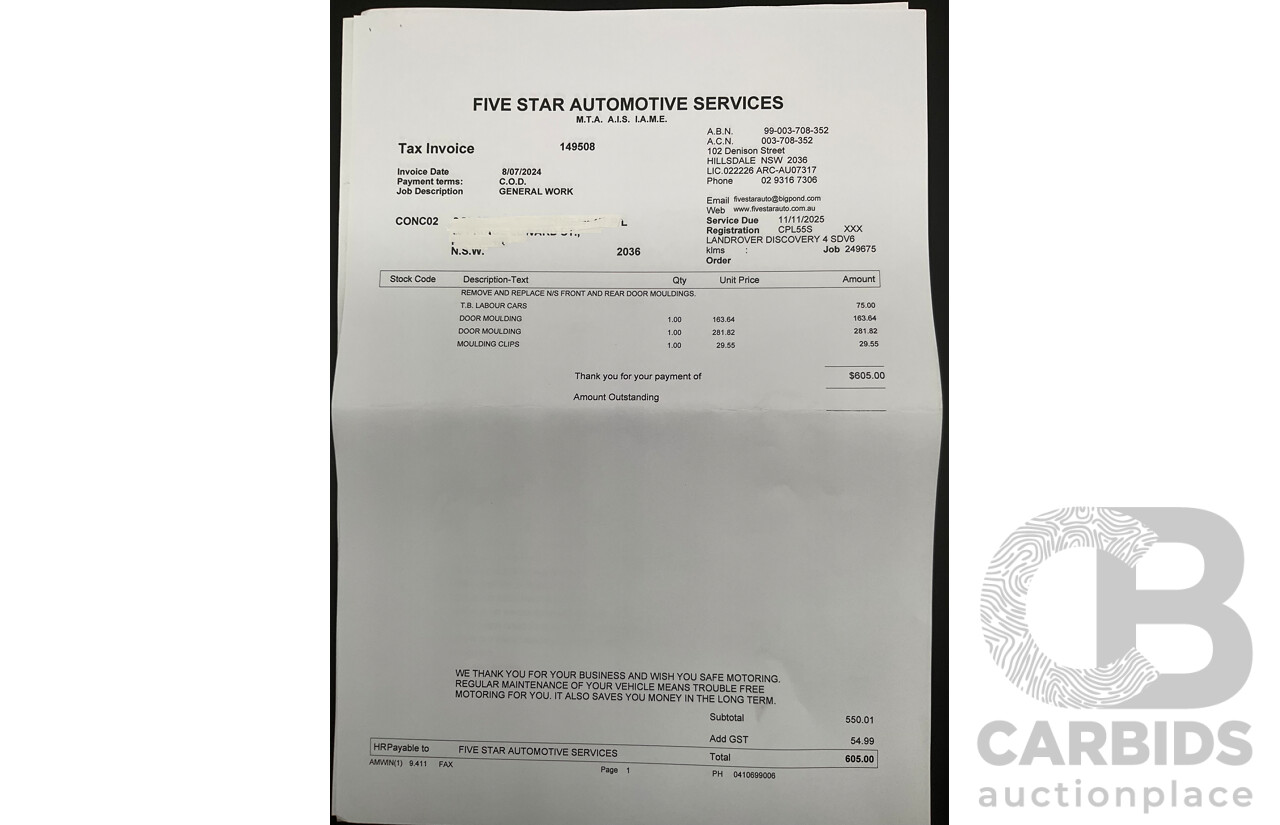 FIVE STAR AUTOMOTIVE SERVICES
M.T.A. A.I.S. I.A.M.E.
Tax Invoice 149508
Invoice Date 8/07/2024
Payment terms: C.O.D.
Job Description GENERAL WORK
A.B.N. 99-003-708-352
A.C.N. 003-708-352
102 Denison Street
HILLSDALE NSW 2036
LIC.022226 ARC-AU07317
Phone 02 9316 7306
Email fivestarauto@bigpond.com
Web www.fivestarauto.com.au
Service Due 11/11/2025
Registration CPL55S XXX
LANDROVER DISCOVERY 4 SDV6
klms : Job 249675
Order
CONC02
N.S.W. 2036
Stock Code Description-Text Qty Unit Price Amount
REMOVE AND REPLACE N/S FRONT AND REAR DOOR MOULDINGS.
T.B. LABOUR CARS 75.00
DOOR MOULDING 1.00 163.64 163.64
DOOR MOULDING 1.00 281.82 281.82
MOULDING CLIPS 1.00 29.55 29.55
Thank you for your payment of $605.00
Amount Outstanding
WE THANK YOU FOR YOUR BUSINESS AND WISH YOU SAFE MOTORING.
REGULAR MAINTENANCE OF YOUR VEHICLE MEANS TROUBLE FREE
MOTORING FOR YOU. IT ALSO SAVES YOU MONEY IN THE LONG TERM.
Subtotal 550.01
Add GST 54.99
HRPayable to FIVE STAR AUTOMOTIVE SERVICES Total 605.00
AMWIN(1) 9.411 FAX Page 1 PH 0410699006
CB
CARBIDS
auctionplace